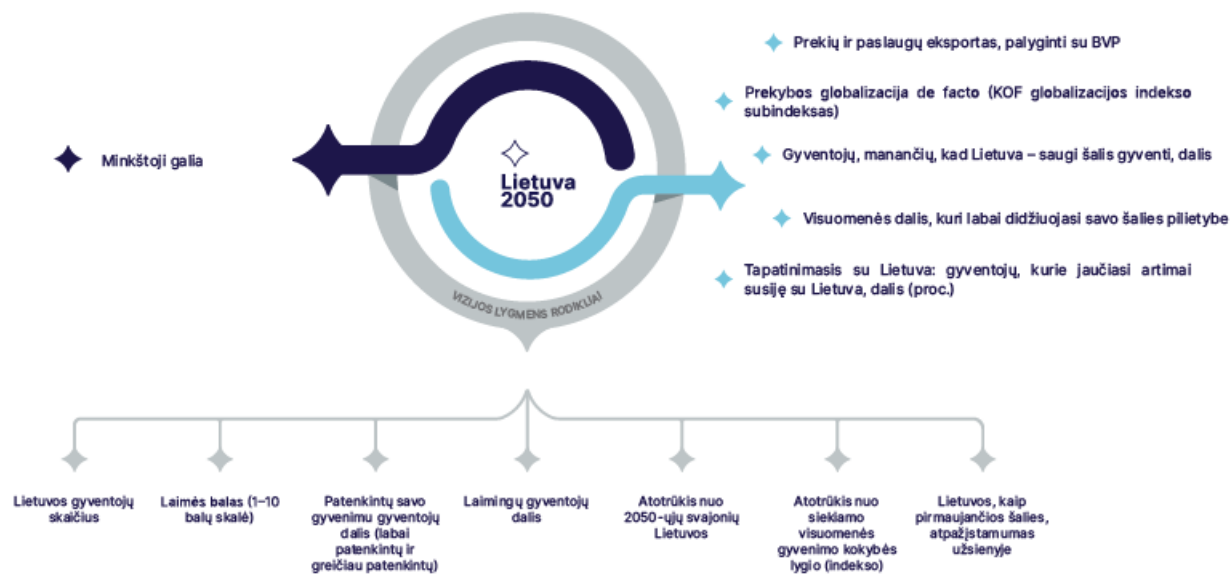 Prekių ir paslaugų eksportas, palyginti su BVP
Prekybos globalizacija de facto (KOF globalizacijos indekso
subindeksas)
Minkštoji galia
Gyventojų, manančių, kad Lietuva – saugi šalis gyventi, dalis
Lietuva
2050
Visuomenės dalis, kuri labai didžiuojasi savo šalies pilietybe
Tapatinimasis su Lietuva: gyventojų, kurie jaučiasi artimai
susiję su Lietuva, dalis (proc.)
VIZIJOS LYGMENS RODIKLIAI
Lietuvos gyventojų
skaičius
Laimės balas (1–10
balų skalė)
Patenkintų savo
gyvenimu gyventojų
dalis (labai
patenkintų ir
greičiau patenkintų)
Laimingų gyventojų
dalis
Atotrūkis nuo
2050-ųjų svajonių
Lietuvos
Atotrūkis nuo
siekiamo
visuomenės
gyvenimo kokybės
lygio (indekso)
Lietuvos, kaip
pirmaujančios šalies,
atpažįstamumas
užsienyje